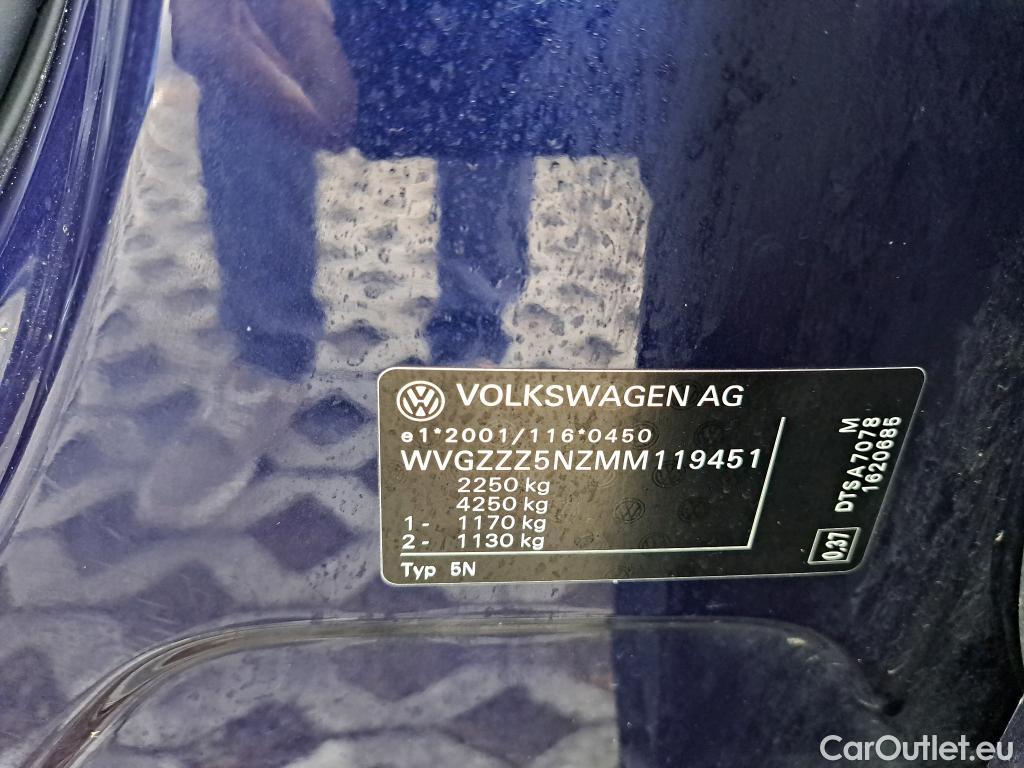 VOLKSWAGEN AG
e1*2001/116*0450
WVGZZZ5NZMM119451
2250 kg
4250 kg
1- 1170 kg
2- 1130 kg
Typ 5N
M
DTSA7078
1620685
0.37
CarOutlet.eu